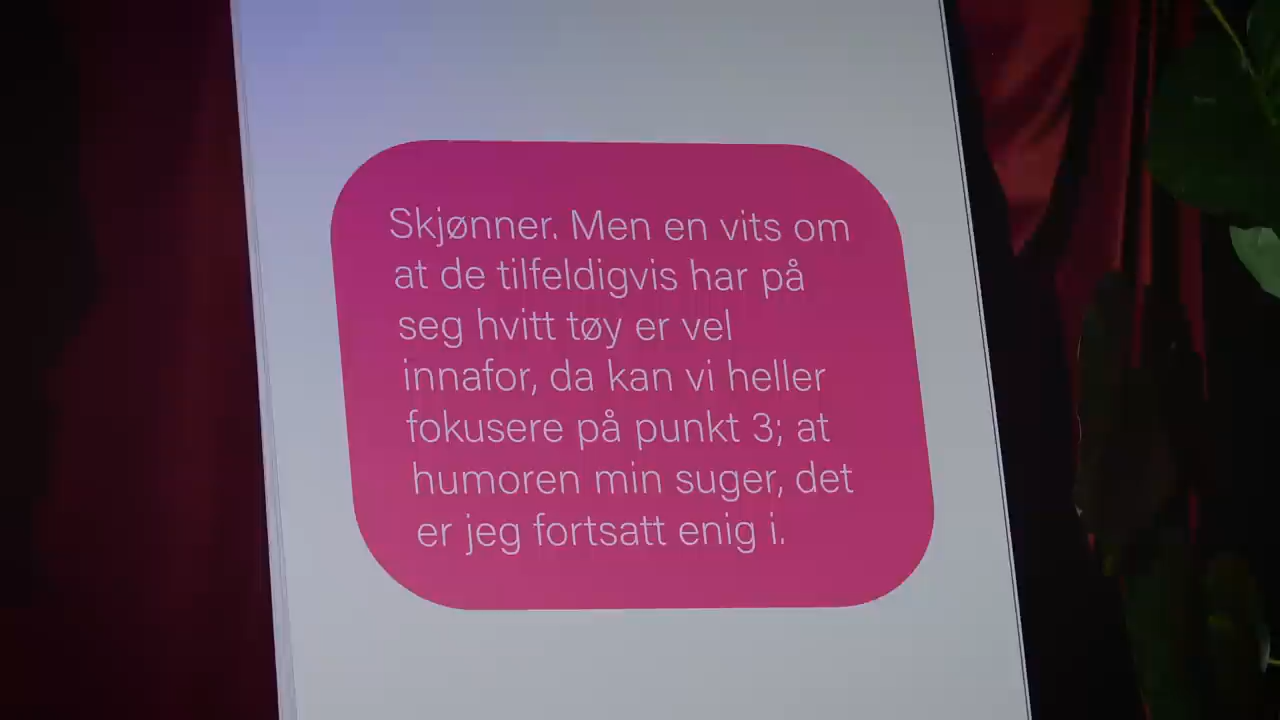 Skjønner. Men en vits om
at de tilfeldigvis har på
seg hvitt tøy er vel
innafor, da kan vi heller
fokusere på punkt 3; at
humoren min suger, det
er jeg fortsatt enig i.